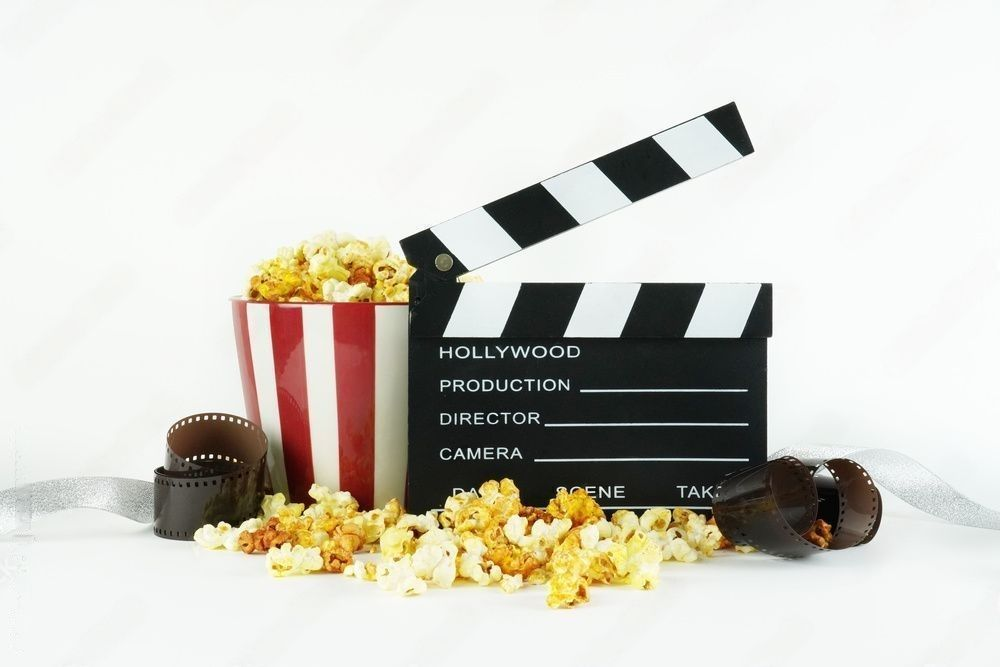 HOLLYWOOD
PRODUCTION
DIRECTOR
CAMERA
SCENE